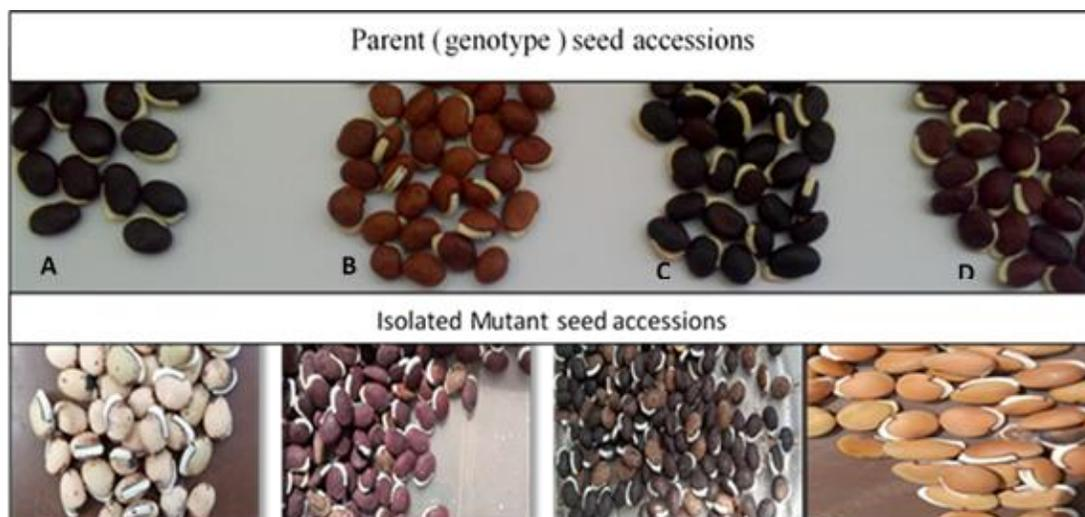 Parent ( genotype ) seed accessions
A
B
C
D
Isolated Mutant seed accessions